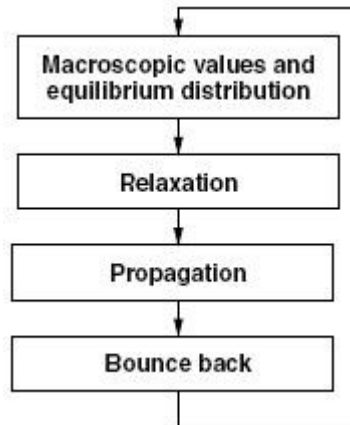 Macroscopic values and
equilibrium distribution
Relaxation
Propagation
Bounce back